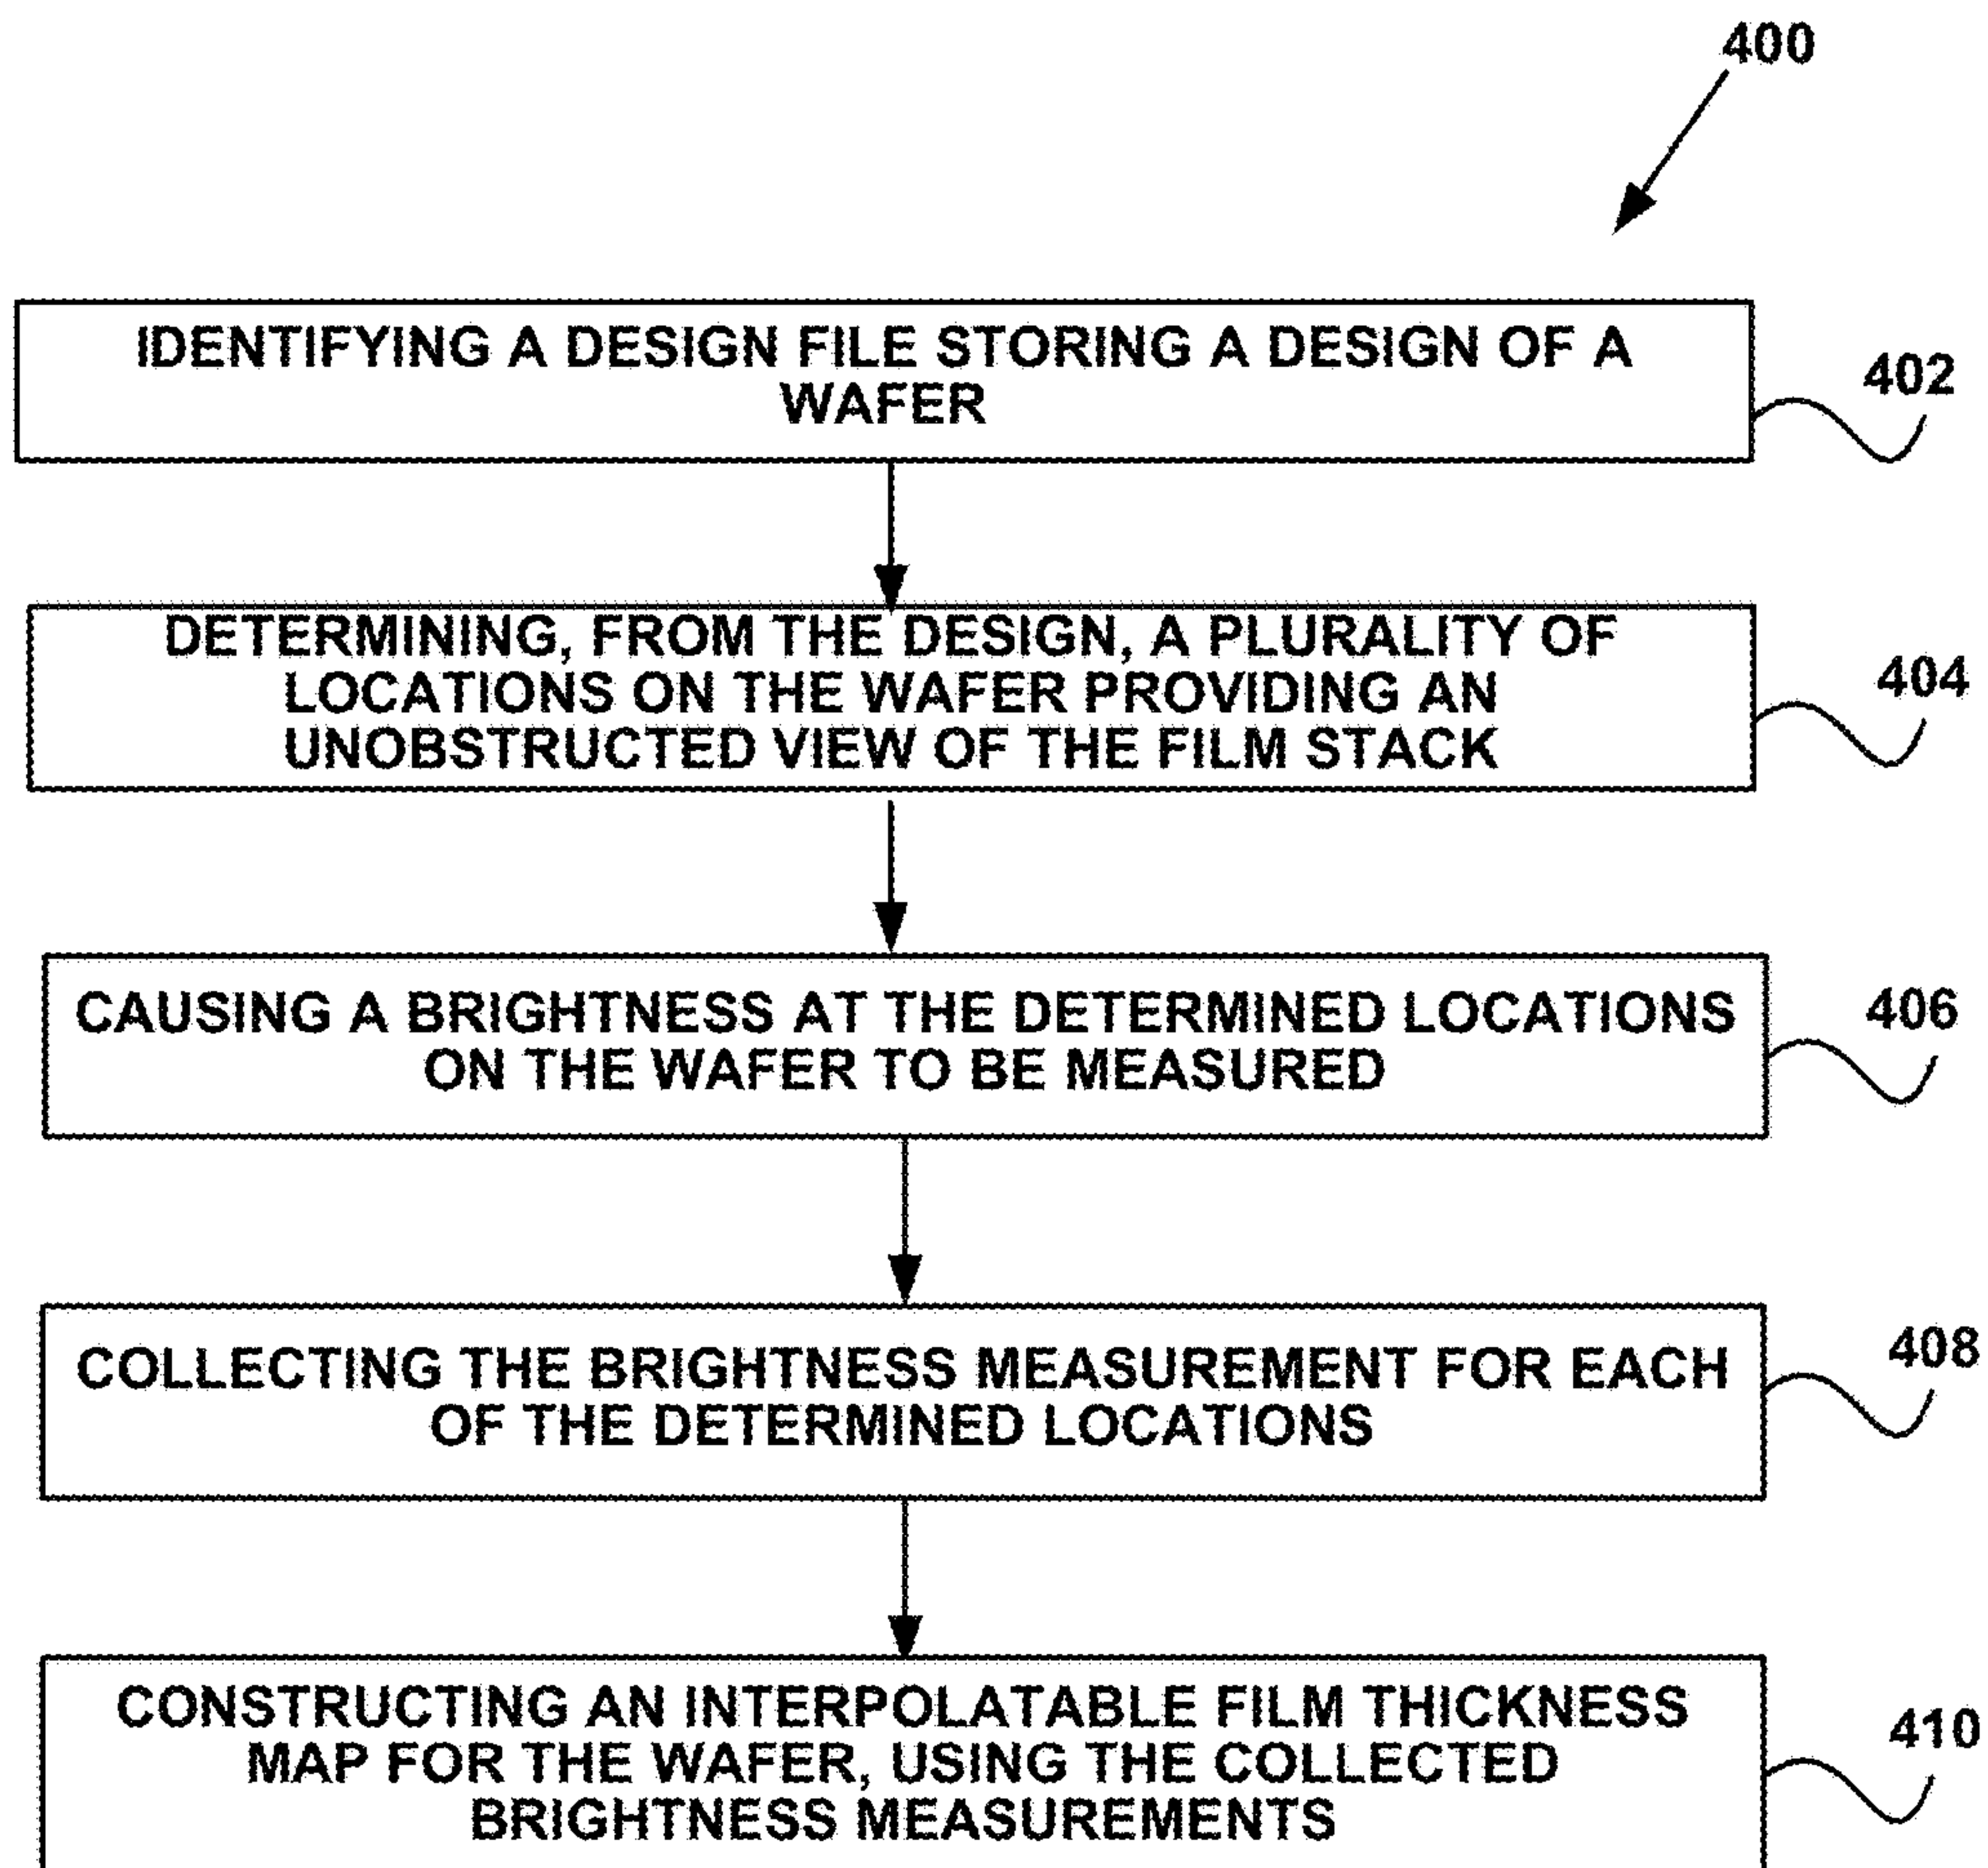 400
IDENTIFYING A DESIGN FILE STORING A DESIGN OF A
WAFER
402
DETERMINING, FROM THE DESIGN, A PLURALITY OF
LOCATIONS ON THE WAFER PROVIDING AN
UNOBSTRUCTED VIEW OF THE FILM STACK
404
CAUSING A BRIGHTNESS AT THE DETERMINED LOCATIONS
ON THE WAFER TO BE MEASURED
406
COLLECTING THE BRIGHTNESS MEASUREMENT FOR EACH
OF THE DETERMINED LOCATIONS
408
CONSTRUCTING AN INTERPOLATABLE FILM THICKNESS
MAP FOR THE WAFER, USING THE COLLECTED
BRIGHTNESS MEASUREMENTS
410